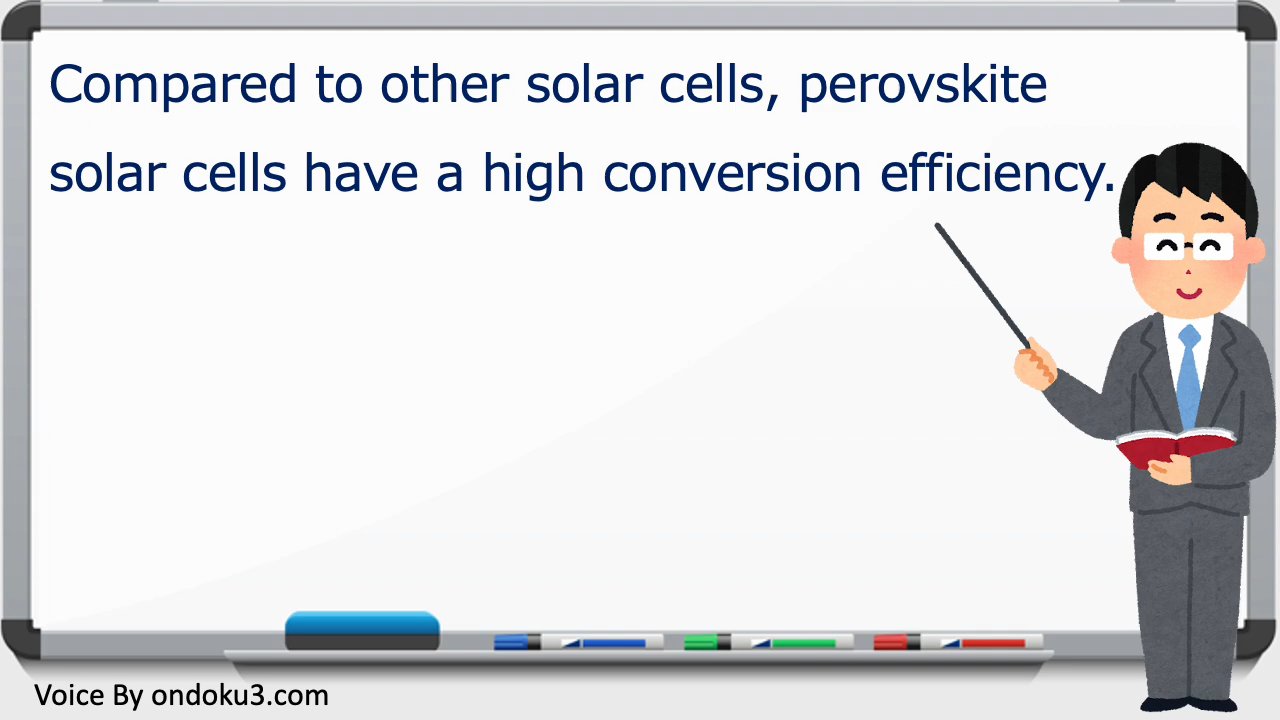 Compared to other solar cells, perovskite
solar cells have a high conversion efficiency.
Voice By ondoku3.com